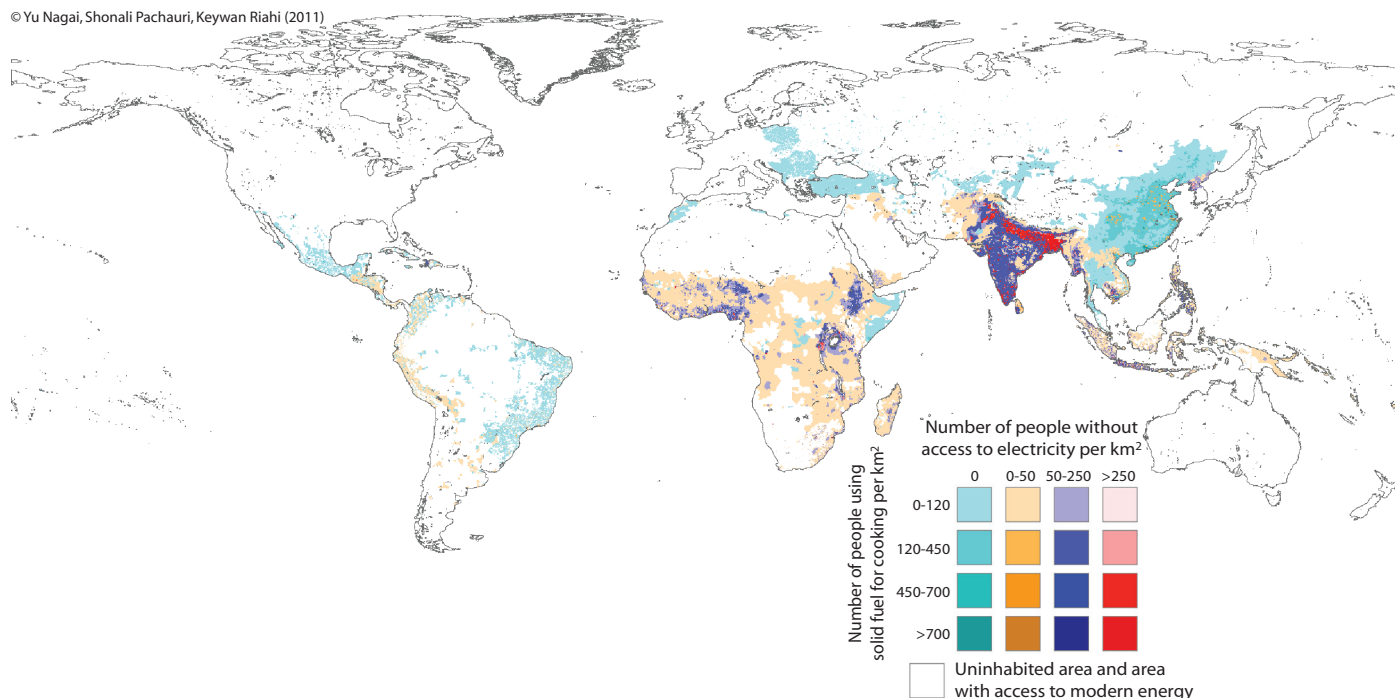 © Yu Nagai, Shonali Pachauri, Keywan Riahi (2011)
Number of people without
access to electricity per km²
0 0-50 50-250 >250
Number of people using
solid fuel for cooking per km²
0-120
120-450
450-700
>700
Uninhabited area and area
with access to modern energy